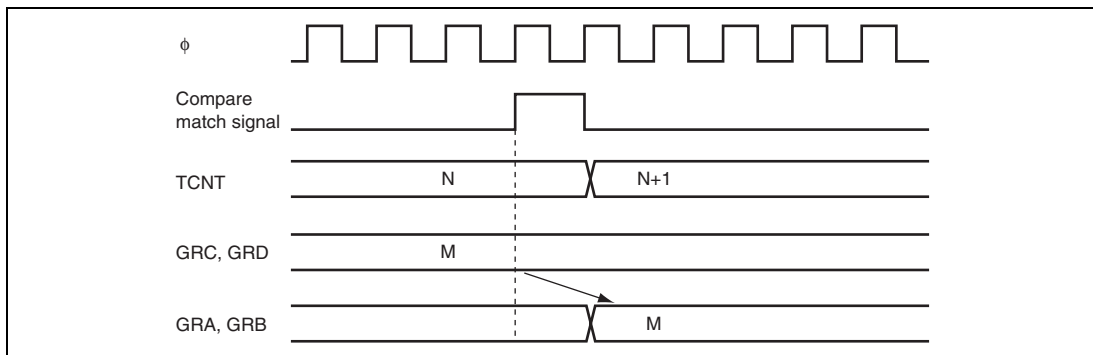 ϕ
Compare
match signal
TCNT
N
N+1
GRC, GRD
M
GRA, GRB
M